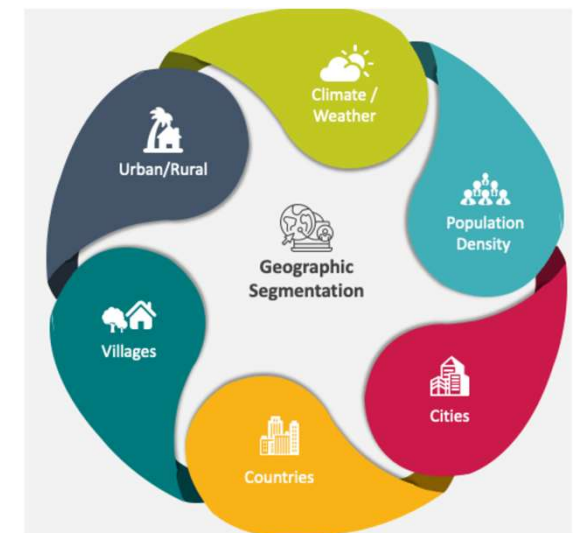 Climate /
Weather
Urban/Rural
Population
Density
Geographic
Segmentation
Villages
Cities
Countries